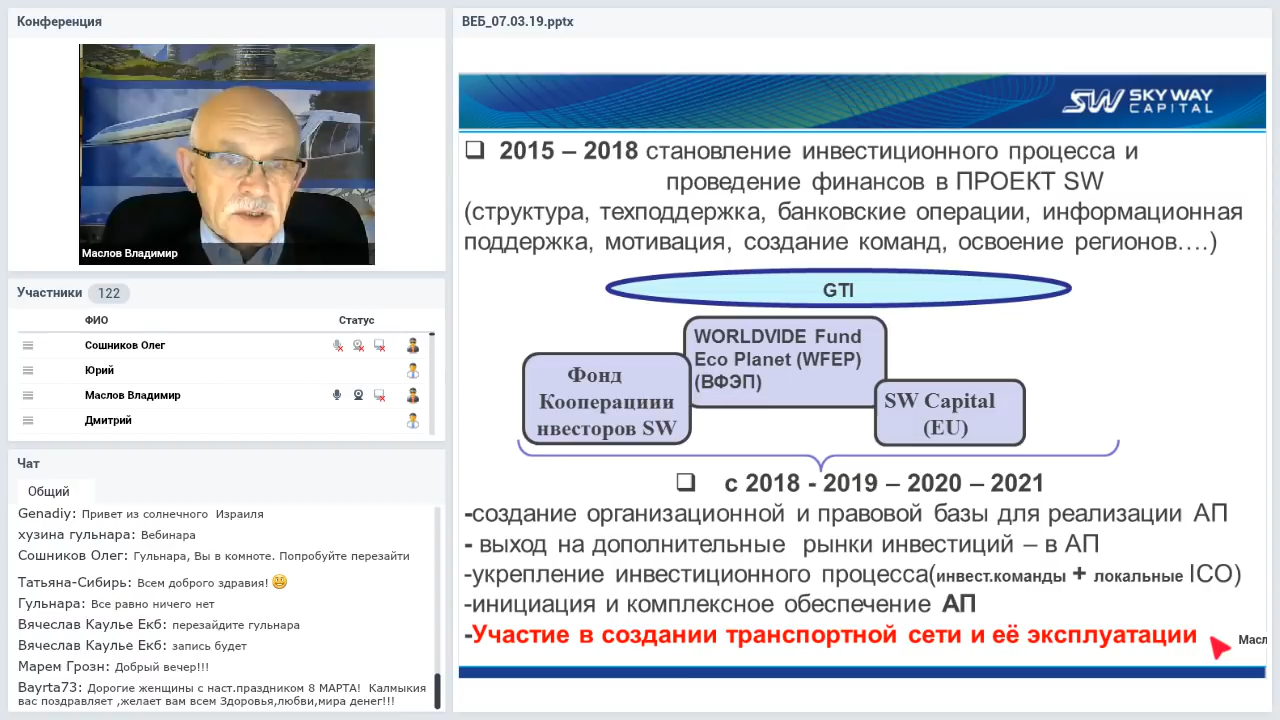 Конференция
Маслов Владимир
Участники 122
ФИО Статус
Сошников Олег
Юрий
Маслов Владимир
Дмитрий
Чат
Общий
Genadiy: Привет из солнечного Израиля
хузина гульнара: Вебинара
Сошников Олег: Гульнара, Вы в комноте. Попробуйте перезайти
Татьяна-Сибирь: Всем доброго здравия!
Гульнара: Все равно ничего нет
Вячеслав Каулье Екб: перезайдите гульнара
Вячеслав Каулье Екб: запись будет
Марем Грозн: Добрый вечер!!!
Bayrta73: Дорогие женщины с наст.праздником 8 МАРТА! Калмыкия
вас поздравляет ,желает вам всем Здоровья,любви,мира денег!!!
ВЕБ_07.03.19.pptx
SW SKY WAY
CAPITAL
❑ 2015 – 2018 становление инвестиционного процесса и
проведение финансов в ПРОЕКТ SW
(структура, техподдержка, банковские операции, информационная
поддержка, мотивация, создание команд, освоение регионов….)
GTI
WORLDVIDE Fund
Eco Planet (WFEP)
(ВФЭП)
Фонд
Кооперациии
нвесторов SW
SW Capital
(EU)
❑ с 2018 - 2019 – 2020 – 2021
-создание организационной и правовой базы для реализации АП
- выход на дополнительные рынки инвестиций – в АП
-укрепление инвестиционного процесса(инвест.команды + локальные ICO)
-инициация и комплексное обеспечение АП
-Участие в создании транспортной сети и её эксплуатации
Масл